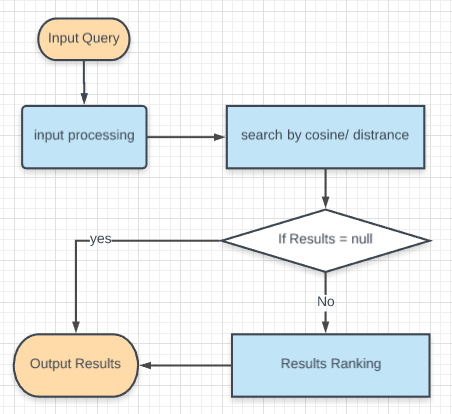 Input Query
input processing
search by cosine/ distrance
If Results = null
yes
No
Output Results
Results Ranking